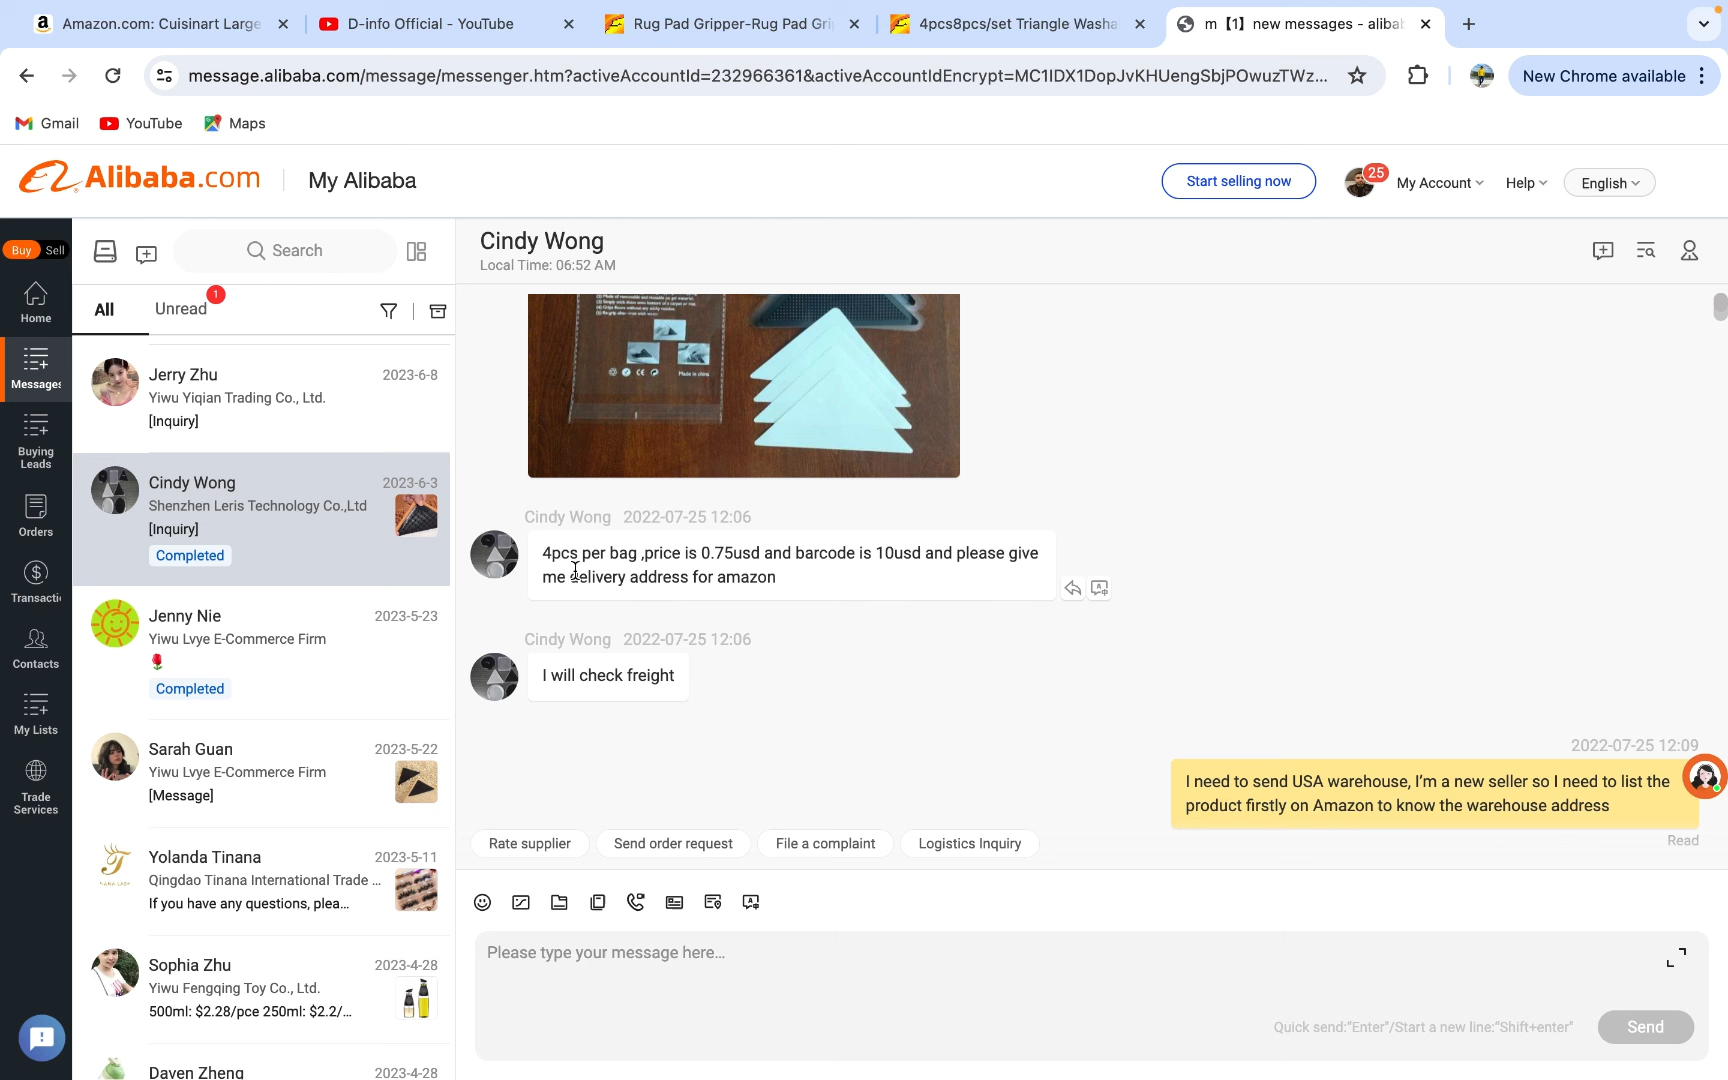 Amazon.com: Cuisinart Large
D-info Official - YouTube
Rug Pad Gripper-Rug Pad Gri
4pcs8pcs/set Triangle Washa
m【1】new messages - alibab
message.alibaba.com/message/messenger.htm?activeAccountId=232966361&activeAccountIdEncrypt=MC1IDX1DopJvKHUengSbjPOwuzTWz...
New Chrome available
Gmail
YouTube
Maps
Alibaba.com
My Alibaba
Start selling now
25
My Account
Help
English
Buy
Sell
Home
Messages
Buying
Leads
Orders
Transacti
Contacts
My Lists
Trade
Services
Search
All
Unread
1
Jerry Zhu
2023-6-8
Yiwu Yiqian Trading Co., Ltd.
[Inquiry]
Cindy Wong
2023-6-3
Shenzhen Leris Technology Co.,Ltd
[Inquiry]
Completed
Jenny Nie
2023-5-23
Yiwu Lvye E-Commerce Firm
🌹
Completed
Sarah Guan
2023-5-22
Yiwu Lvye E-Commerce Firm
[Message]
Yolanda Tinana
2023-5-11
Qingdao Tinana International Trade ...
If you have any questions, plea...
Sophia Zhu
2023-4-28
Yiwu Fengqing Toy Co., Ltd.
500ml: $2.28/pce 250ml: $2.2/...
Daven Zheng
2023-4-28
Cindy Wong
Local Time: 06:52 AM
Made in china
Cindy Wong 2022-07-25 12:06
4pcs per bag ,price is 0.75usd and barcode is 10usd and please give
me delivery address for amazon
Cindy Wong 2022-07-25 12:06
I will check freight
2022-07-25 12:09
I need to send USA warehouse, I'm a new seller so I need to list the
product firstly on Amazon to know the warehouse address
Read
Rate supplier
Send order request
File a complaint
Logistics Inquiry
Please type your message here...
Quick send:"Enter"/Start a new line:"Shift+enter"
Send